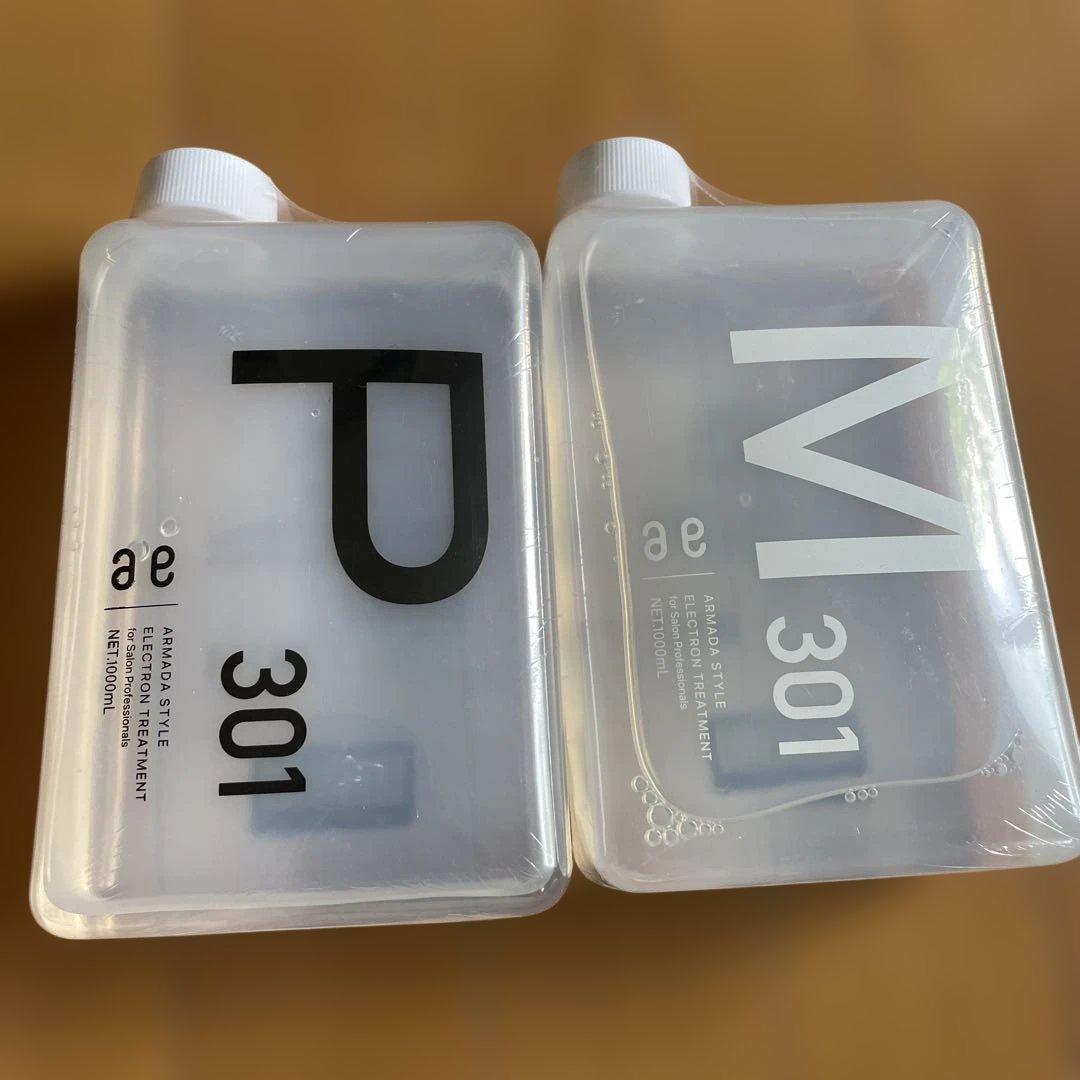 P
301
ae
ARMADA STYLE
ELECTRON TREATMENT
for Salon Professionals
NET.1000mL
M
301
ae
ARMADA STYLE
ELECTRON TREATMENT
for Salon Professionals
NET.1000mL